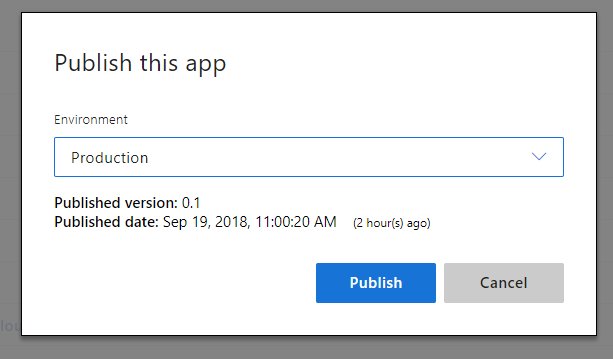 Publish this app
Environment
Production
Published version: 0.1
Published date: Sep 19, 2018, 11:00:20 AM (2 hour(s) ago)
Publish Cancel